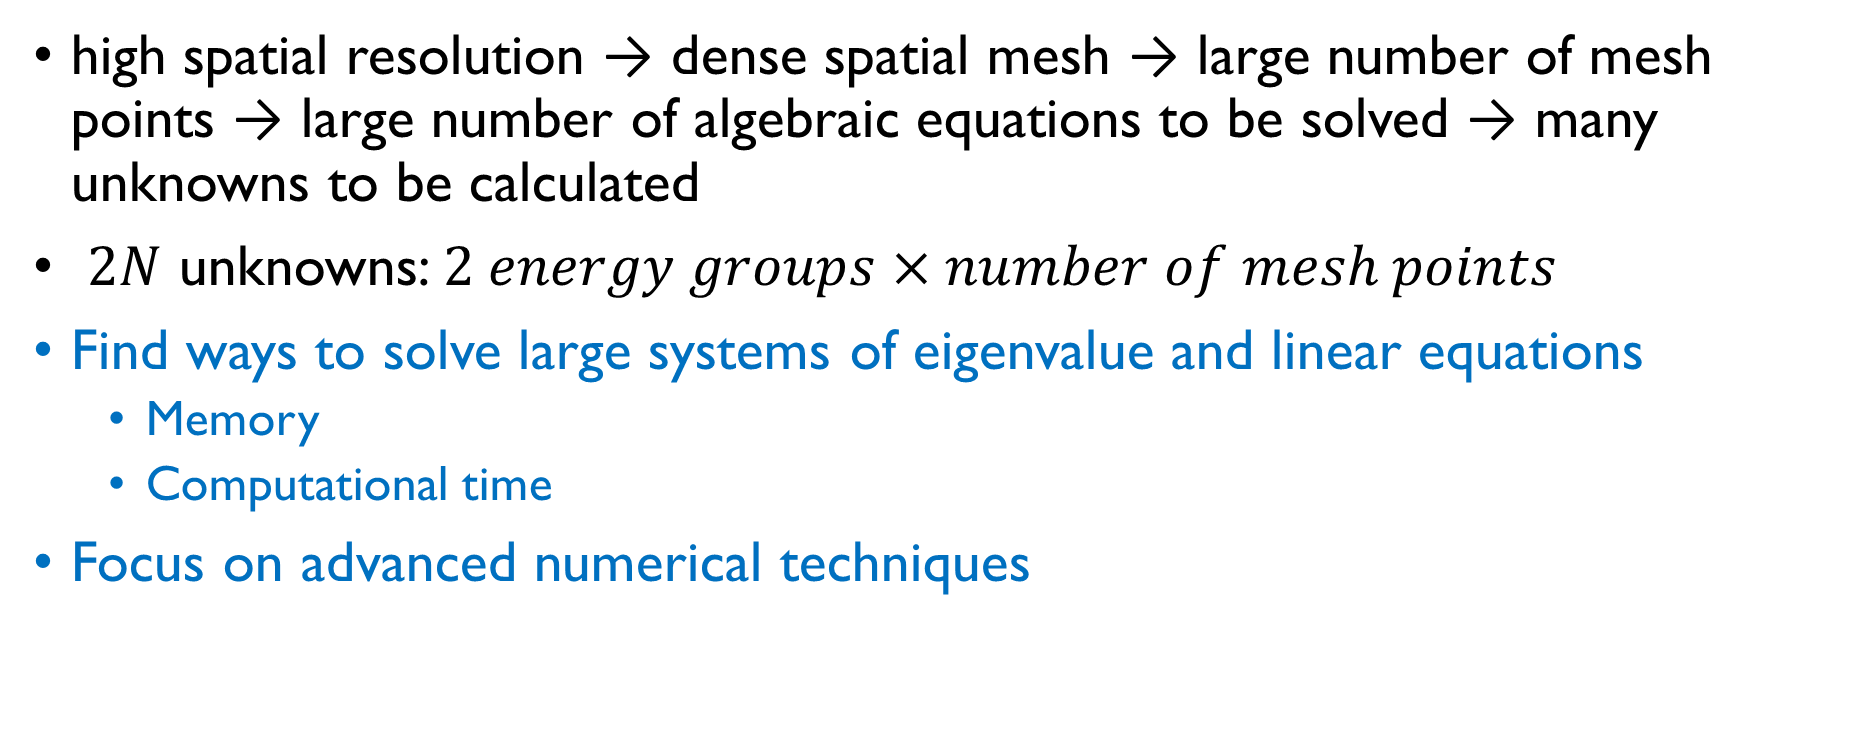 • high spatial resolution → dense spatial mesh → large number of mesh
points → large number of algebraic equations to be solved → many
unknowns to be calculated
• 2N unknowns: 2 energy groups × number of mesh points
• Find ways to solve large systems of eigenvalue and linear equations
• Memory
• Computational time
• Focus on advanced numerical techniques